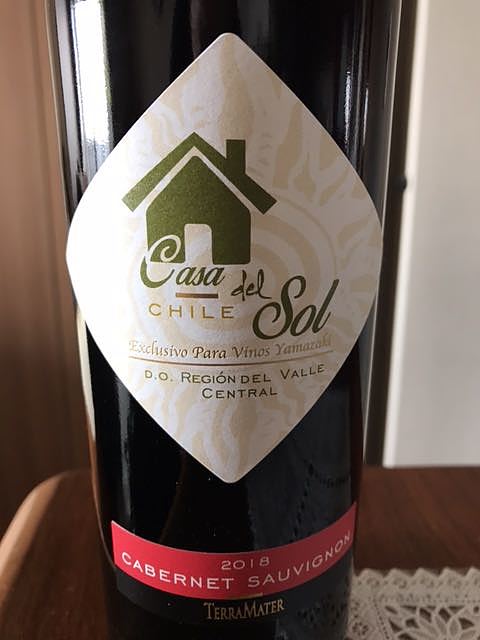 Casa del Sol
CHILE
Exclusivo Para Vinos Yamazaki
D.O. REGIÓN DEL VALLE
CENTRAL
2018
CABERNET SAUVIGNON
TERRAMATER